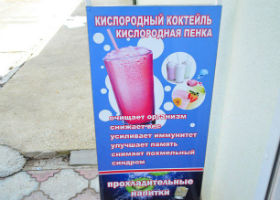 КИСЛОРОДНЫЙ КОКТЕЙЛЬ
КИСЛОРОДНАЯ ПЕНКА
очищает организм
снижает вес
усиливает иммунитет
улучшает память
снимает похмельный
синдром
прохладительные
напитки